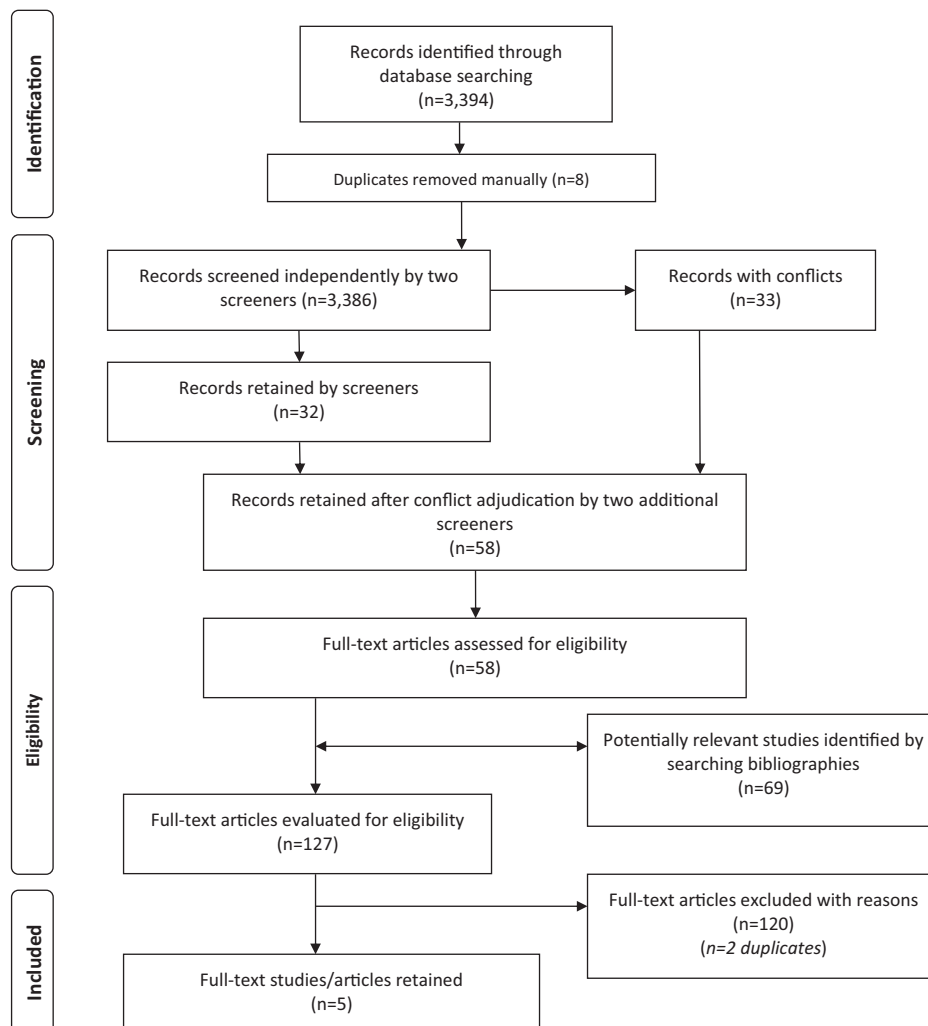 Identification
Records identified through
database searching
(n=3,394)
Duplicates removed manually (n=8)
Screening
Records screened independently by two
screeners (n=3,386)
Records with conflicts
(n=33)
Records retained by screeners
(n=32)
Records retained after conflict adjudication by two additional
screeners
(n=58)
Eligibility
Full-text articles assessed for eligibility
(n=58)
Potentially relevant studies identified by
searching bibliographies
(n=69)
Full-text articles evaluated for eligibility
(n=127)
Included
Full-text articles excluded with reasons
(n=120)
(n=2 duplicates)
Full-text studies/articles retained
(n=5)